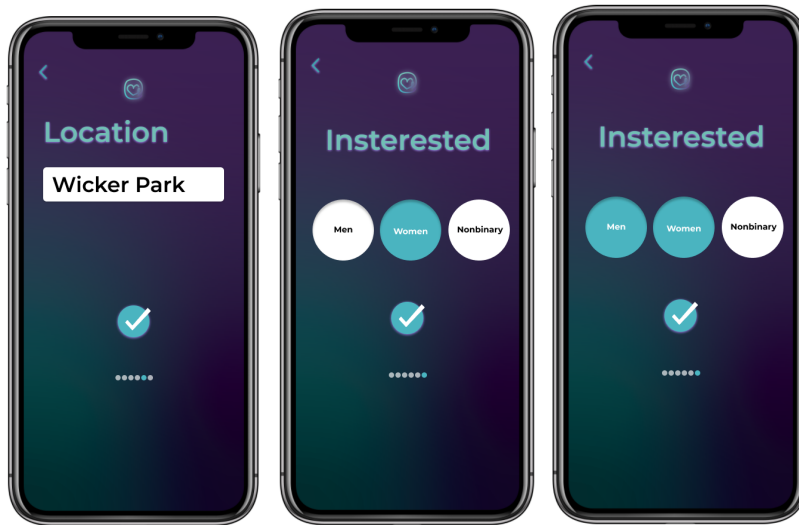 Location
Wicker Park
Insterested
Men
Women
Nonbinary
Insterested
Men
Women
Nonbinary